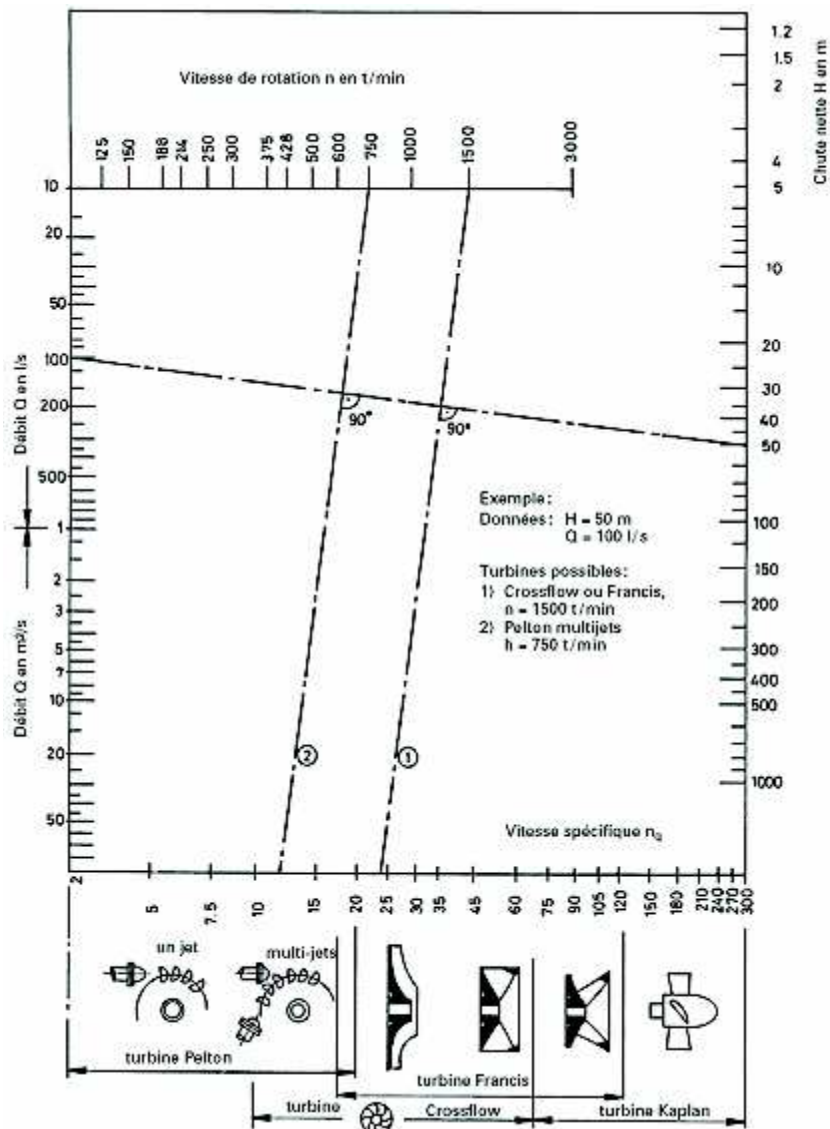 Vitesse de rotation n en t/min
125 150 188 214 250 300 375 428 500 600 750 1000 1500 3000
Chute nette H en m
1.2
1.5
2
4
5
10
20
30
40
50
100
150
200
300
400
500
1000
Débit Q en l/s
10
20
50
100
200
500
Débit Q en m³/s
1
2
3
5
7
10
20
50
90°
90°
Exemple:
Données: H = 50 m
Q = 100 l/s
Turbines possibles:
1) Crossflow ou Francis,
n = 1500 t/min
2) Pelton multijets
h = 750 t/min
2
1
Vitesse spécifique nQ
2 5 7.5 10 15 20 25 30 35 45 60 75 90 105 120 150 180 210 240 270 300
un jet
multi-jets
turbine Pelton
turbine Francis
turbine Crossflow
turbine Kaplan